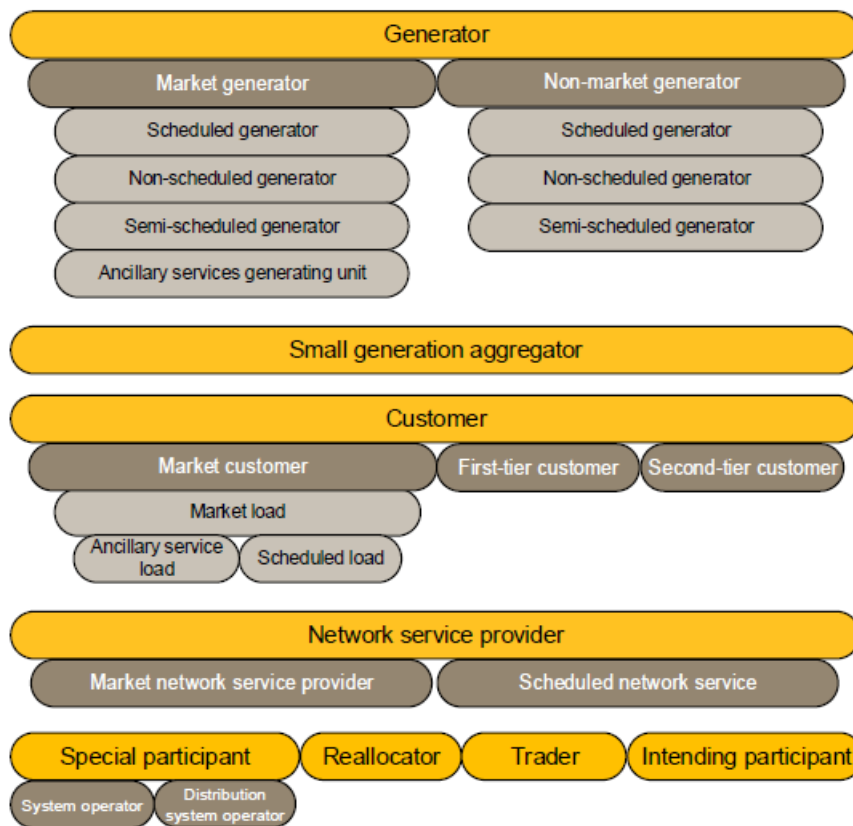 Generator
Market generator
Non-market generator
Scheduled generator
Scheduled generator
Non-scheduled generator
Non-scheduled generator
Semi-scheduled generator
Semi-scheduled generator
Ancillary services generating unit
Small generation aggregator
Customer
Market customer
First-tier customer
Second-tier customer
Market load
Ancillary service
load
Scheduled load
Network service provider
Market network service provider
Scheduled network service
Special participant
Reallocator
Trader
Intending participant
System operator
Distribution
system operator